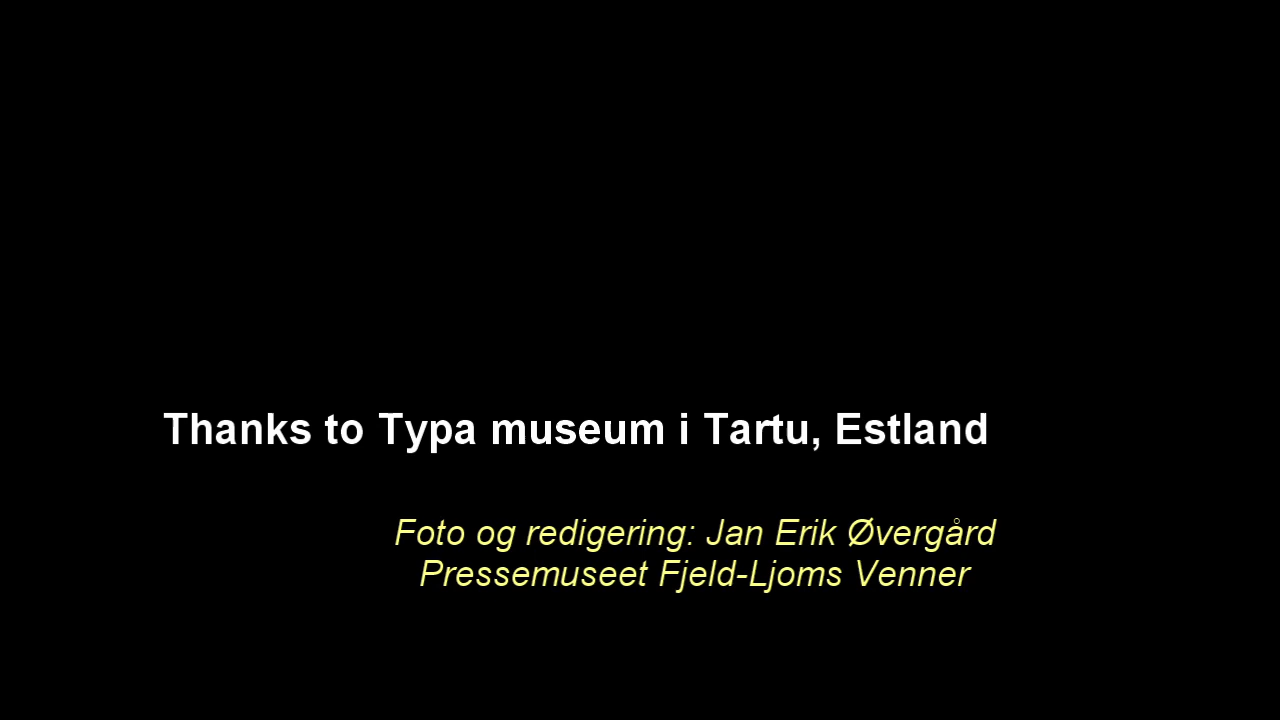 Thanks to Typa museum i Tartu, Estland
Foto og redigering: Jan Erik Øvergård
Pressemuseet Fjeld-Ljoms Venner